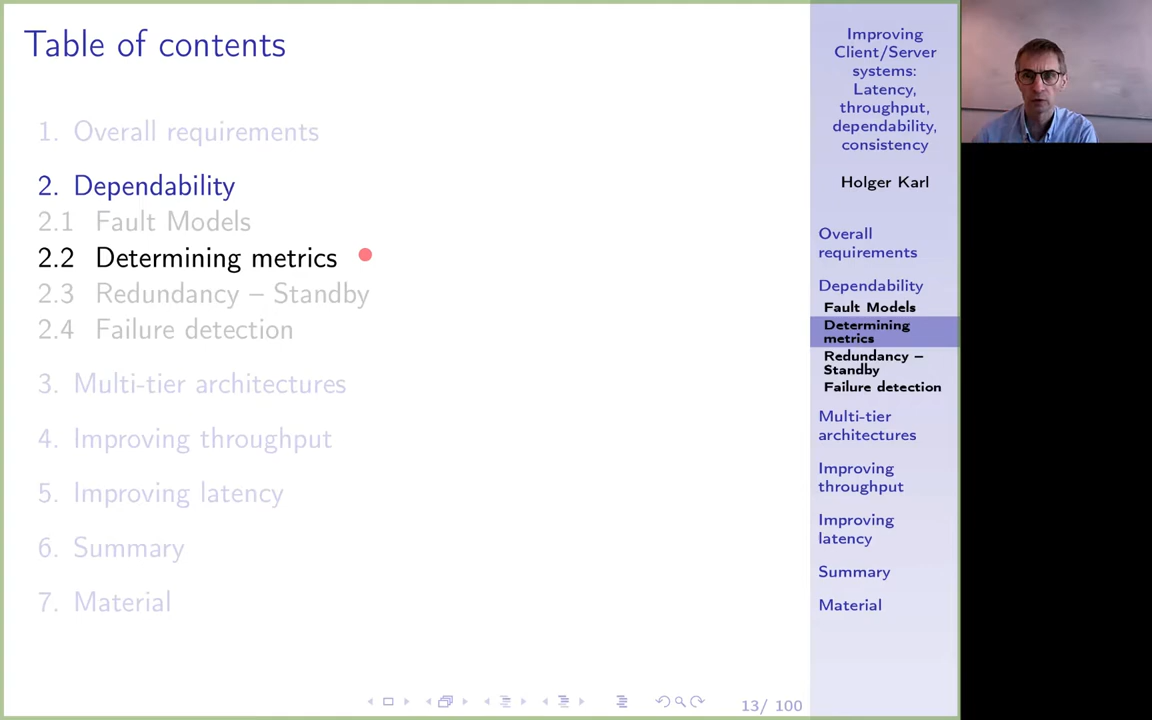 Table of contents
1. Overall requirements
2. Dependability
2.1 Fault Models
2.2 Determining metrics
2.3 Redundancy – Standby
2.4 Failure detection
3. Multi-tier architectures
4. Improving throughput
5. Improving latency
6. Summary
7. Material
13/ 100
Improving
Client/Server
systems:
Latency,
throughput,
dependability,
consistency
Holger Karl
Overall
requirements
Dependability
Fault Models
Determining
metrics
Redundancy –
Standby
Failure detection
Multi-tier
architectures
Improving
throughput
Improving
latency
Summary
Material